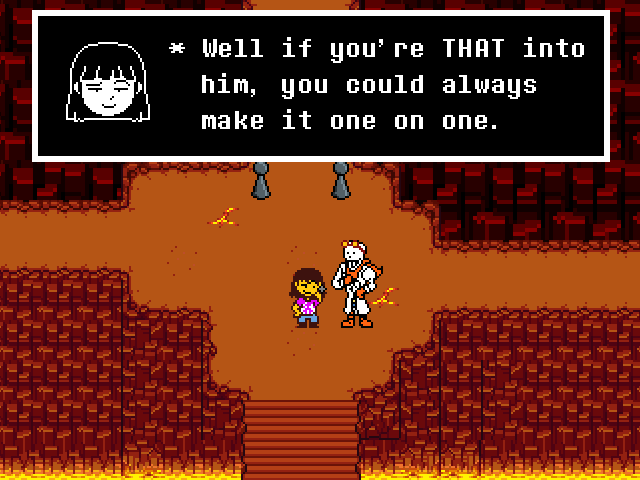 * Well if you're THAT into
him, you could always
make it one on one.